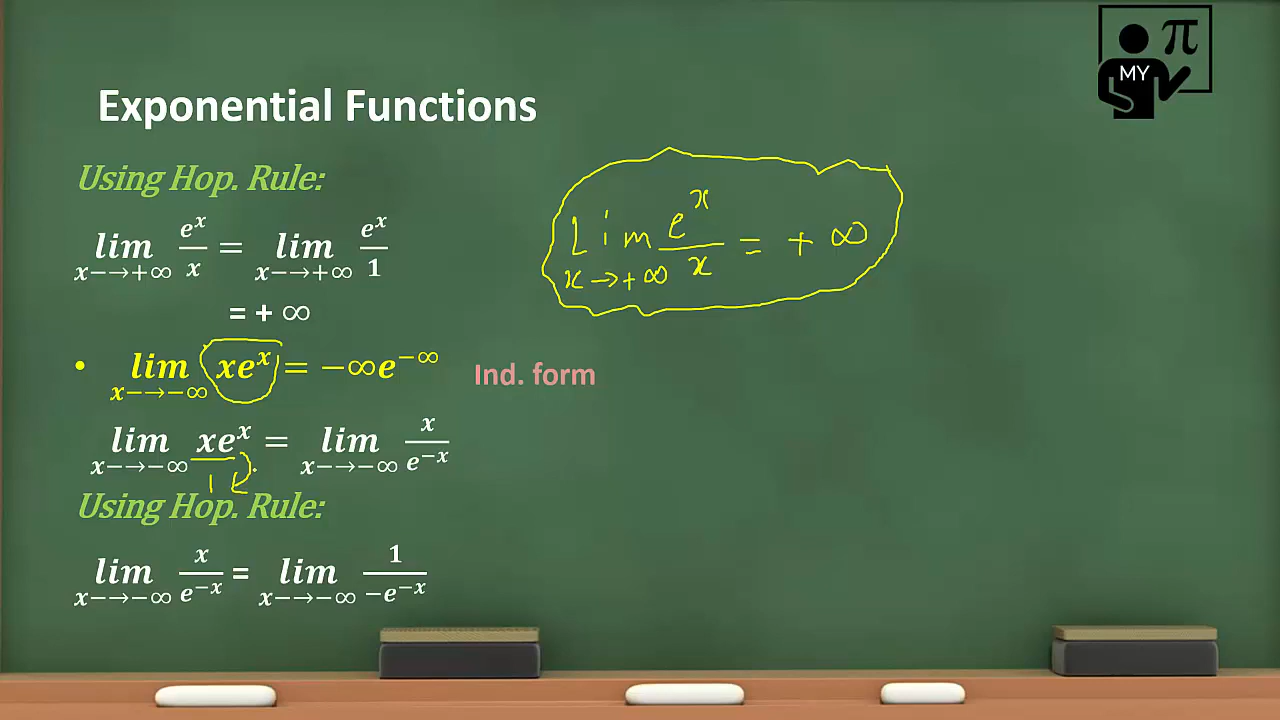 MY π
Exponential Functions
Using Hop. Rule:
lim x-→+∞ e^x/x = lim x-→+∞ e^x/1
= + ∞
• lim x-→-∞ xe^x = -∞e^-∞ Ind. form
lim x-→-∞ xe^x = lim x-→-∞ x/e^-x
1
Using Hop. Rule:
lim x-→-∞ x/e^-x = lim x-→-∞ 1/-e^-x
Lim x→+∞ e^x/x = + ∞